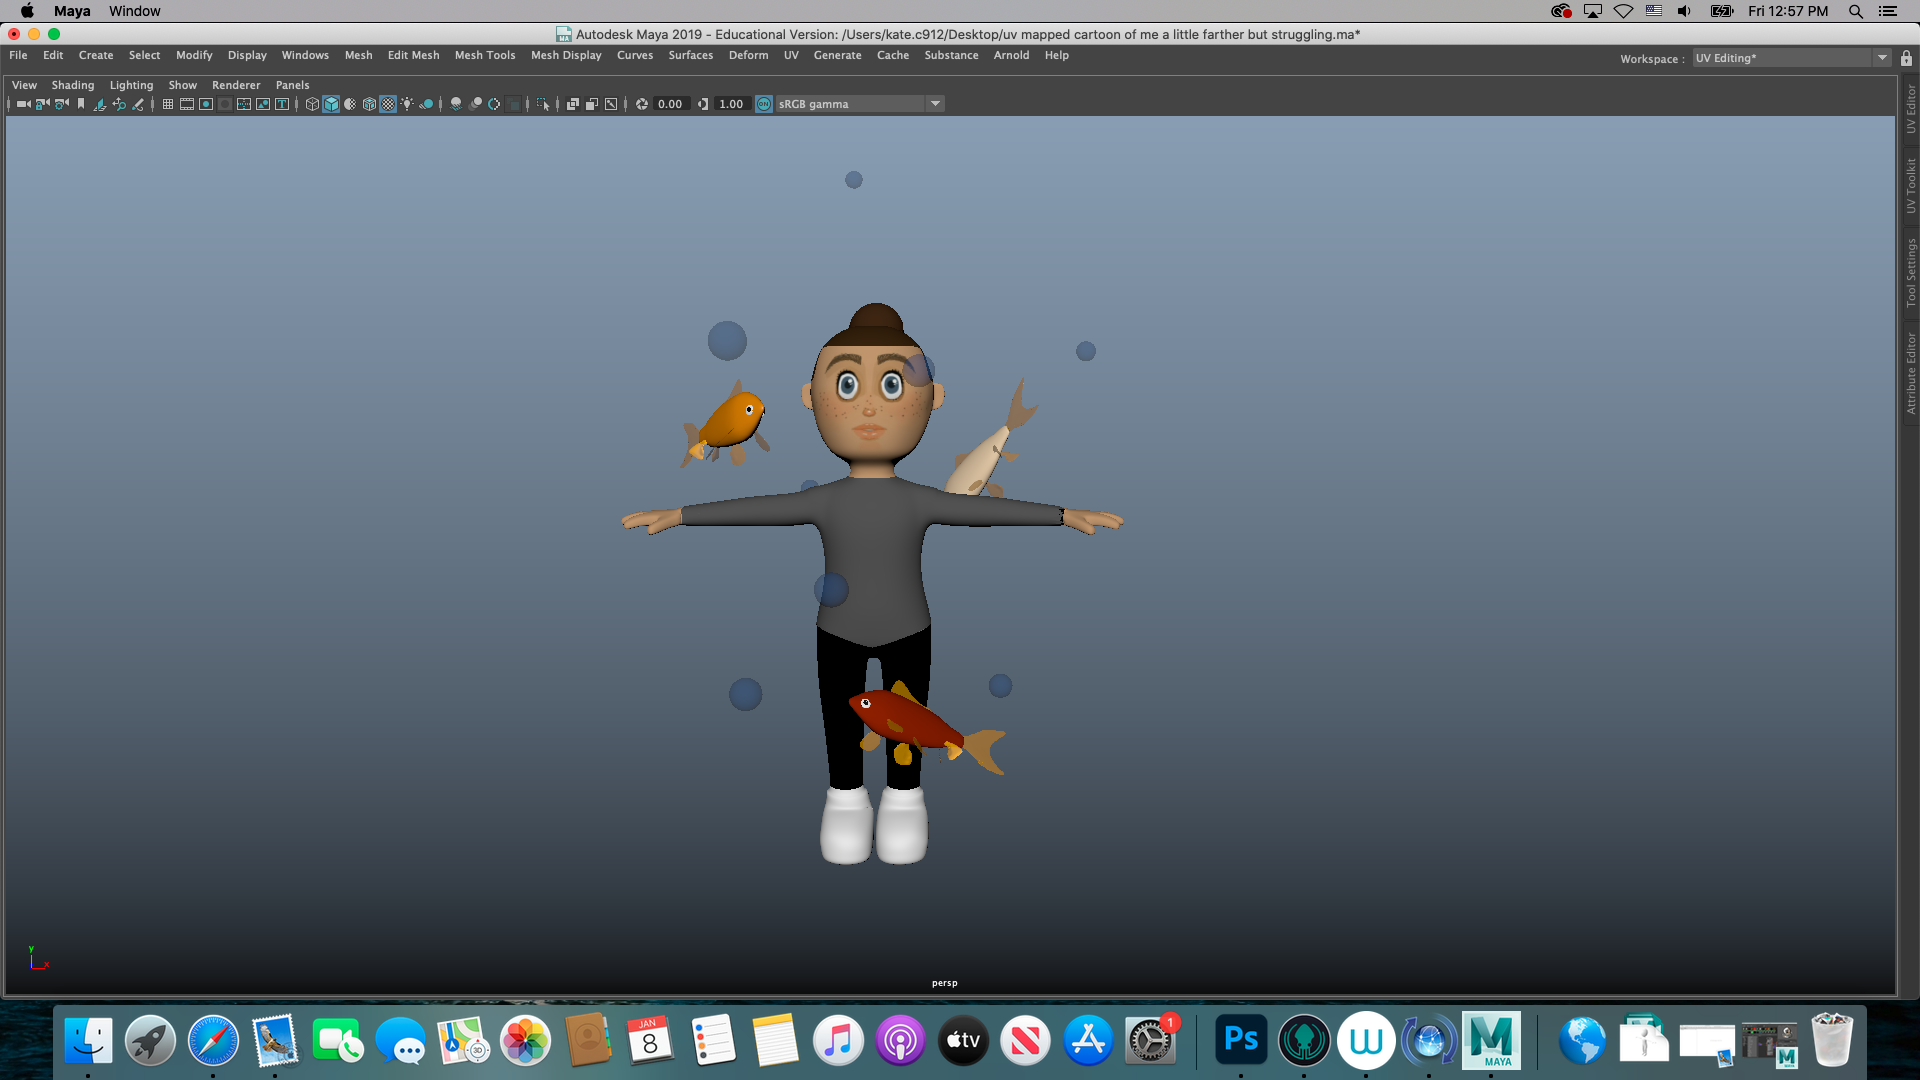 Maya Window Fri 12:57 PM
Autodesk Maya 2019 - Educational Version: /Users/kate.c912/Desktop/uv mapped cartoon of me a little farther but struggling.ma*
File Edit Create Select Modify Display Windows Mesh Edit Mesh Mesh Tools Mesh Display Curves Surfaces Deform UV Generate Cache Substance Arnold Help Workspace : UV Editing*
View Shading Lighting Show Renderer Panels
0.00 1.00 ON sRGB gamma
UV Editor
UV Toolkit
Tool Settings
Attribute Editor
y
x
persp
JAN
8
3D
tv
1
Ps
W
M
MAYA
M